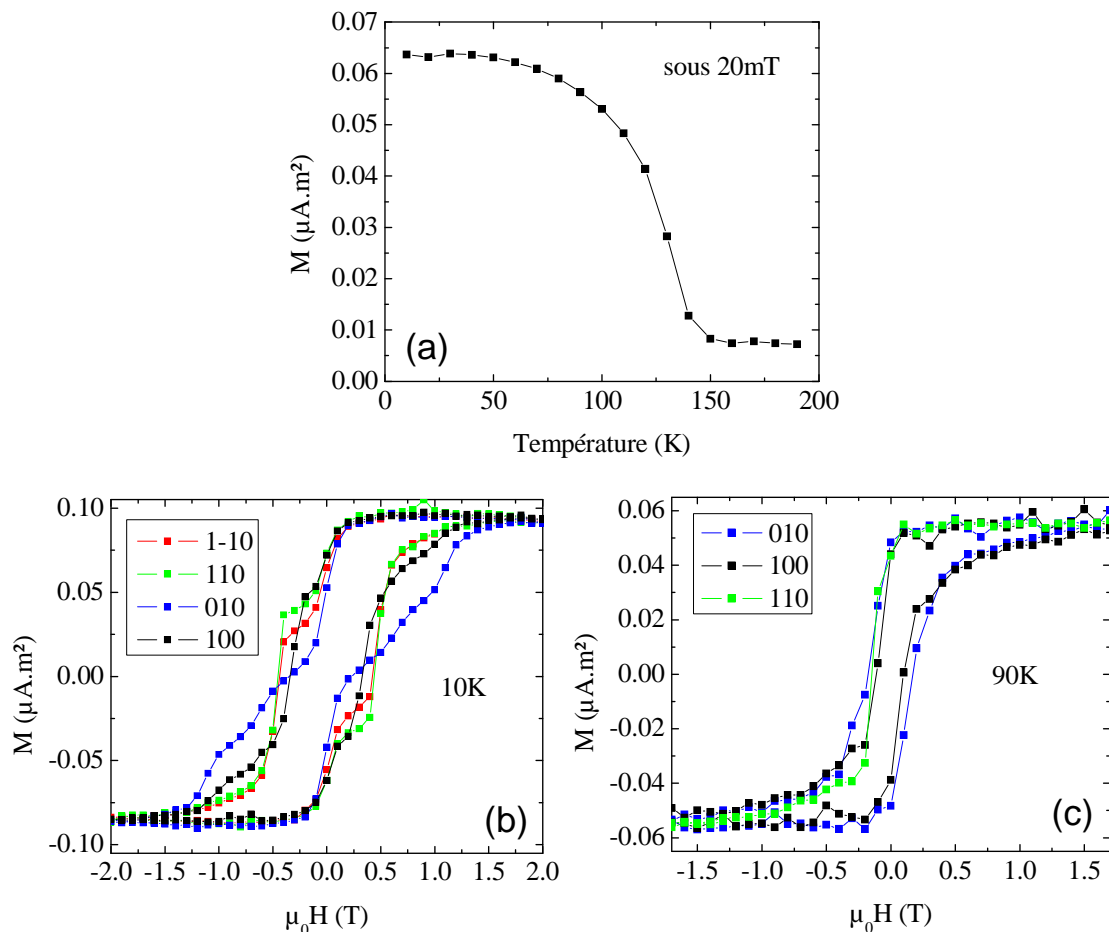 0.07
0.06
0.05
0.04
0.03
0.02
0.01
0.00
M (µA.m²)
sous 20mT
(a)
0 50 100 150 200
Température (K)
0.10
0.05
0.00
-0.05
-0.10
M (µA.m²)
1-10
110
010
100
10K
(b)
-2.0 -1.5 -1.0 -0.5 0.0 0.5 1.0 1.5 2.0
µ0H (T)
0.06
0.04
0.02
0.00
-0.02
-0.04
-0.06
M (µA.m²)
010
100
110
90K
(c)
-1.5 -1.0 -0.5 0.0 0.5 1.0 1.5
µ0H (T)